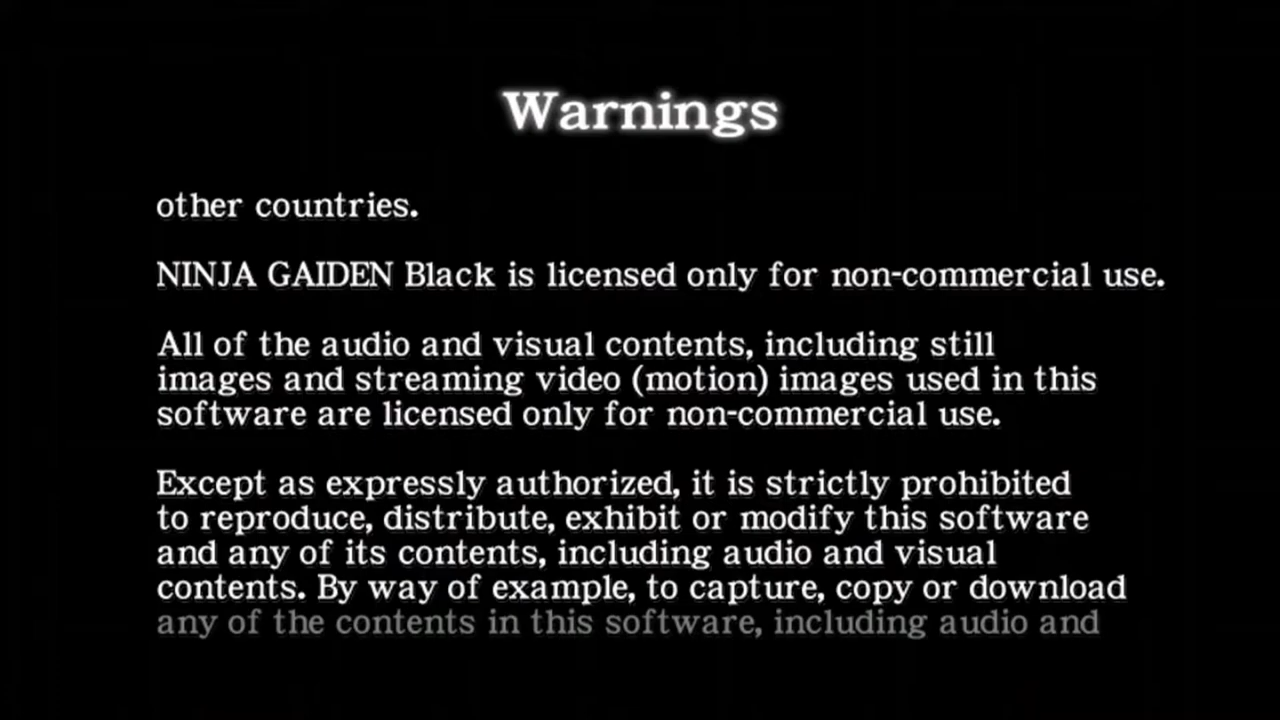 Warnings
other countries.
NINJA GAIDEN Black is licensed only for non-commercial use.
All of the audio and visual contents, including still
images and streaming video (motion) images used in this
software are licensed only for non-commercial use.
Except as expressly authorized, it is strictly prohibited
to reproduce, distribute, exhibit or modify this software
and any of its contents, including audio and visual
contents. By way of example, to capture, copy or download
any of the contents in this software, including audio and